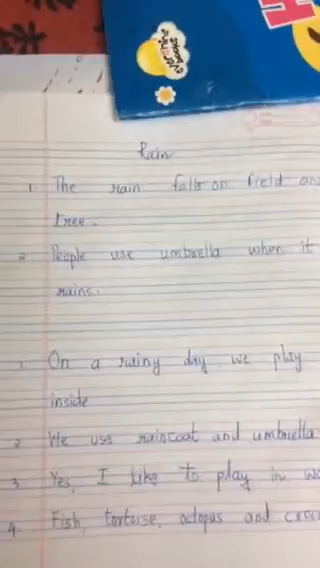 sunshine books
H
Rain
1 The rain falls on field and
tree.
2 People use umbrella when it
rains.
1 On a rainy day we play
inside
2 We use raincoat and umbrella
3 Yes, I like to play in
4 Fish, tortoise, octopus and